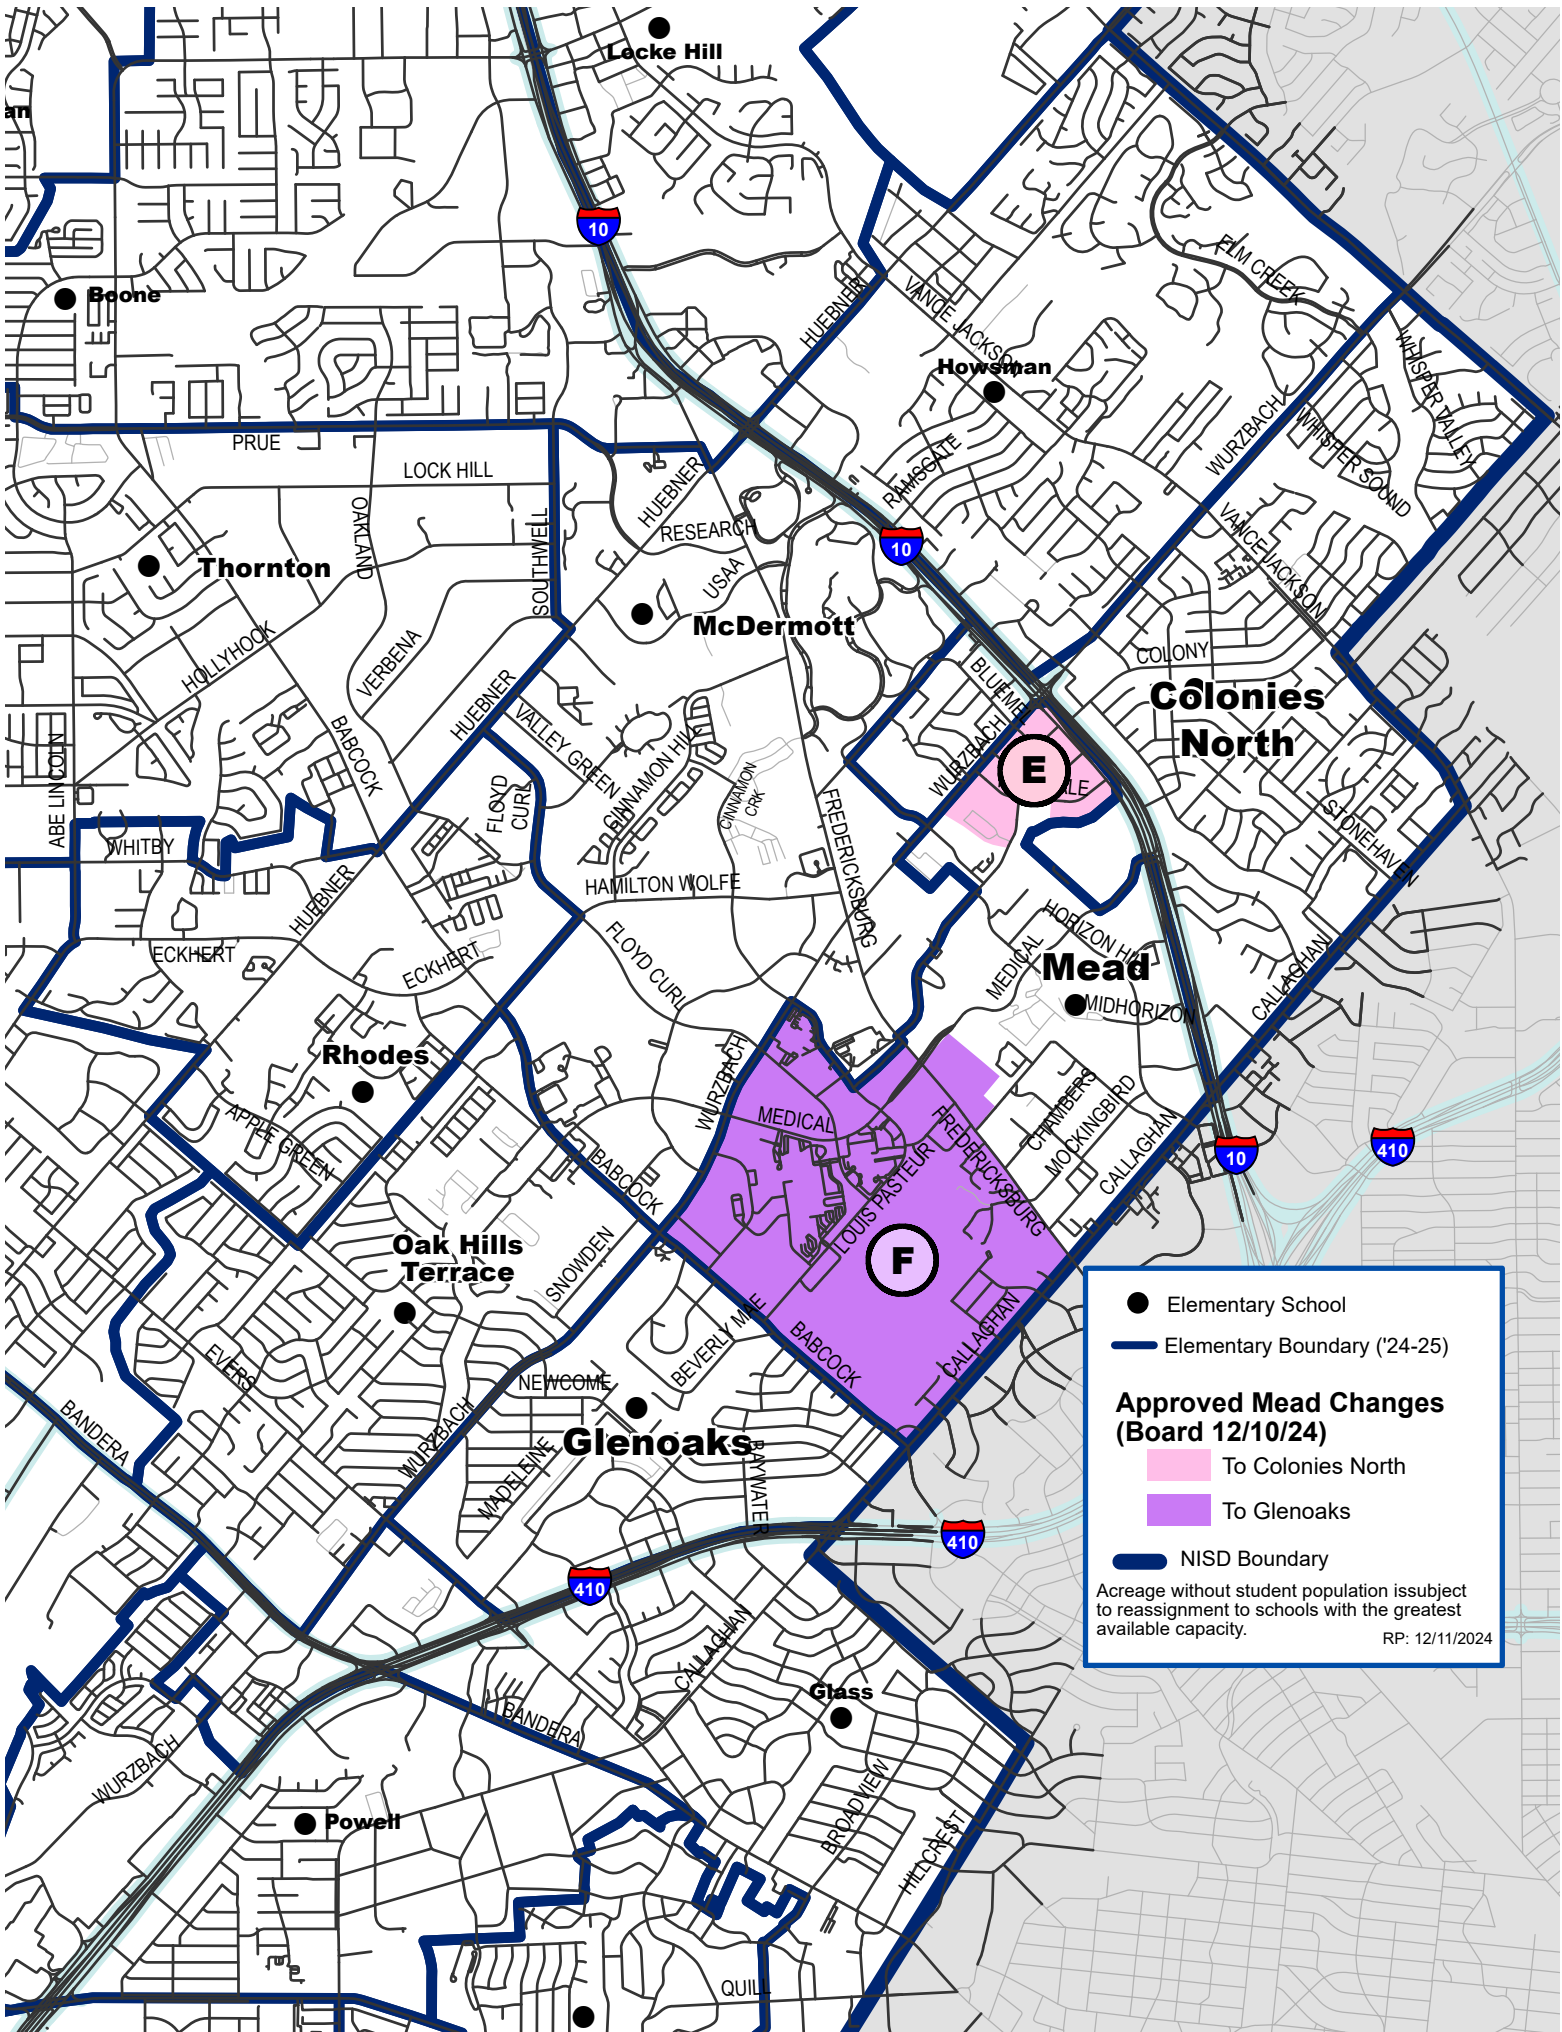 Locke Hill
an
10
Boone
HUEBNER
VANCE JACKSON
ELM CREEK
WHISPER VALLEY
Howsman
PRUE
LOCK HILL
OAKLAND
SOUTHWELL
HUEBNER
RESEARCH
USAA
RAMSGATE
10
WURZBACH
WHISPER SOUND
VANCE JACKSON
Thornton
McDermott
HOLLYHOCK
VERBENA
HUEBNER
BABCOCK
ABE LINCOLN
COLONY
Colonies
North
BLUEMEL
WURZBACH
E
VALLEY GREEN
CINNAMON HILL
CINNAMON
CRK
FLOYD
CURL
FREDERICKSBURG
STONEHAVEN
WHITBY
HUEBNER
HAMILTON WOLFE
ECKHERT
ECKHERT
FLOYD CURL
HORIZON HILL
MEDICAL
Mead
MIDHORIZON
CALLAGHAN
Rhodes
APPLE GREEN
WURZBACH
MEDICAL
LOUIS PASTEUR
FREDERICKSBURG
CHAMBERS
MOCKINGBIRD
CALLAGHAN
10
410
BABCOCK
F
Oak Hills
Terrace
SNOWDEN
BEVERLY MAE
BABCOCK
CALLAGHAN
EVERS
NEWCOME
BANDERA
WURZBACH
MADELEINE
Glenoaks
BAYWATER
410
410
Elementary School
Elementary Boundary ('24-25)
Approved Mead Changes
(Board 12/10/24)
To Colonies North
To Glenoaks
NISD Boundary
Acreage without student population issubject
to reassignment to schools with the greatest
available capacity.
RP: 12/11/2024
CALLAGHAN
Glass
BANDERA
WURZBACH
Powell
BROADVIEW
HILLCREST
QUILL